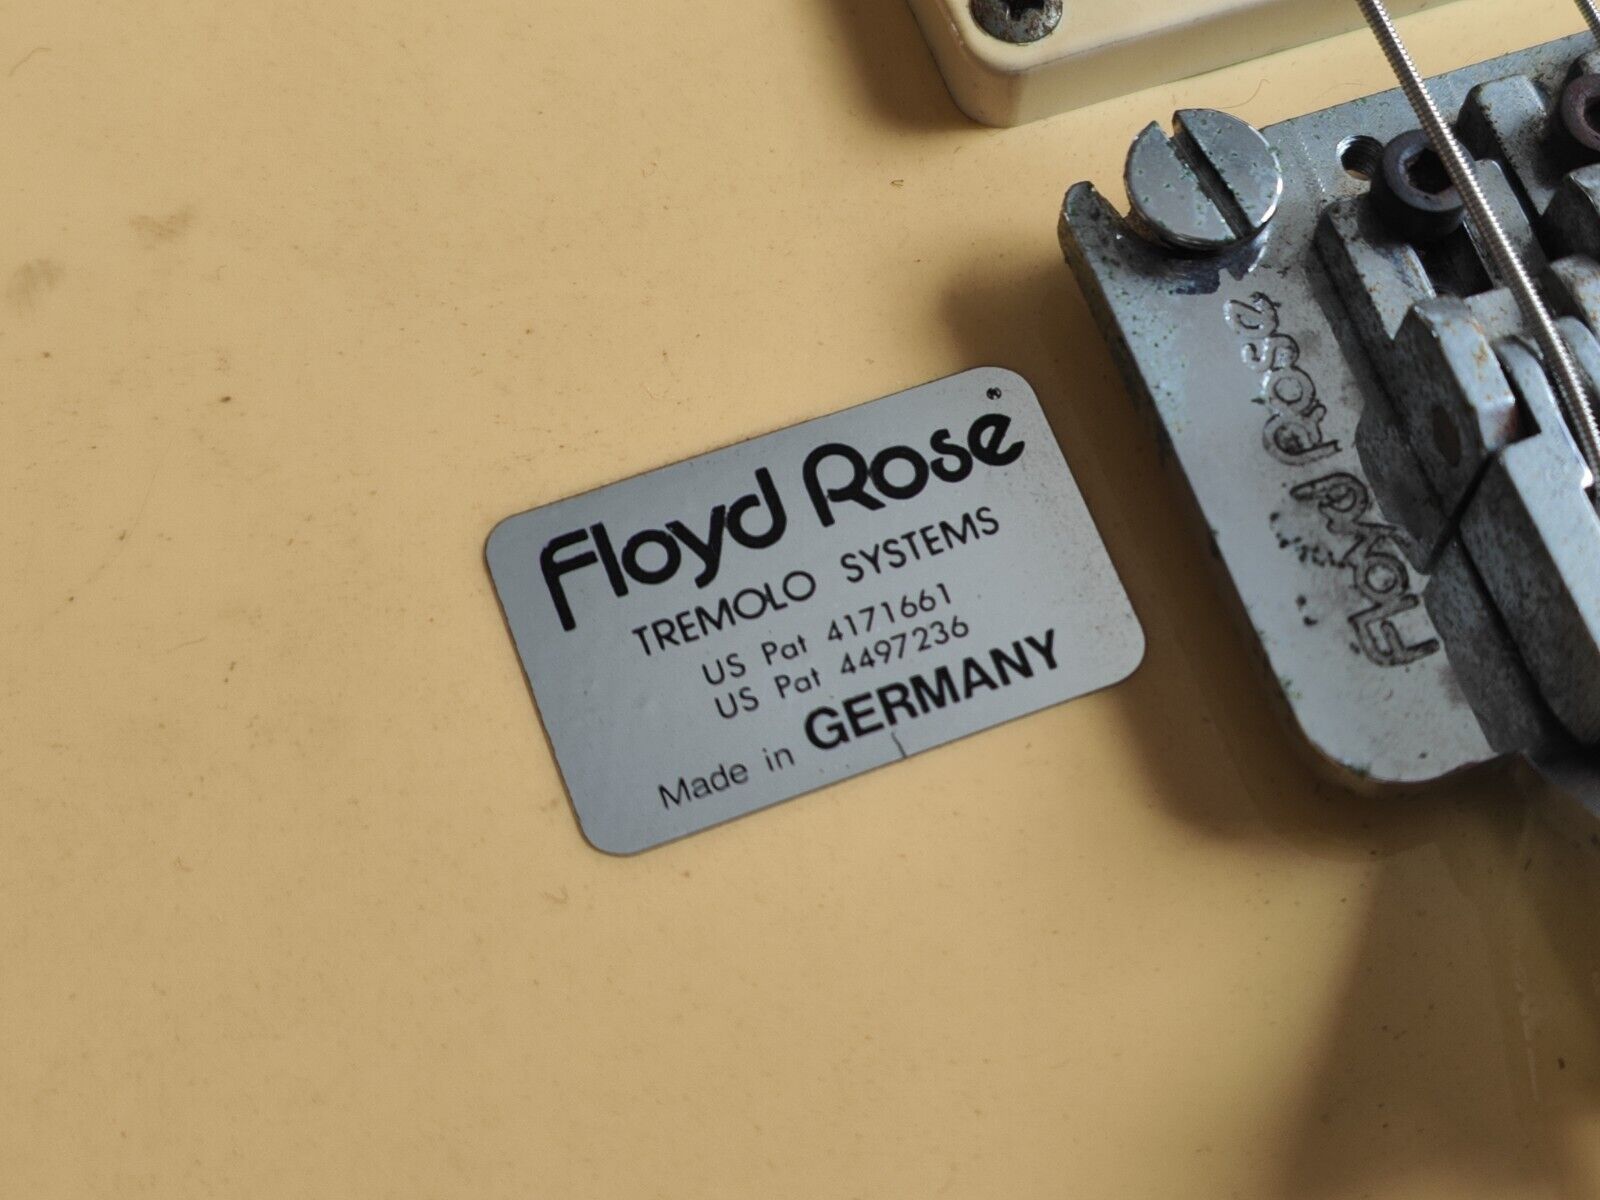 Floyd Rose ®
TREMOLO SYSTEMS
US Pat 4171661
US Pat 4497236
Made in GERMANY
Floyd Rose